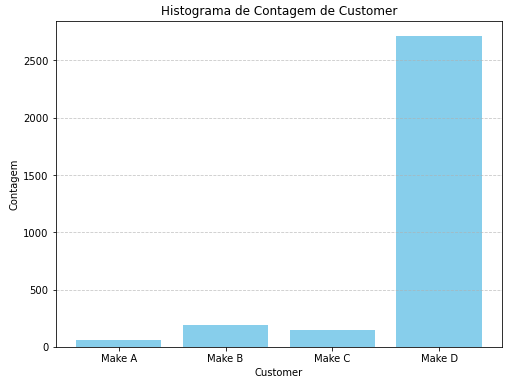 Histograma de Contagem de Customer
2500
2000
1500
1000
500
0
Contagem
Make A
Make B
Make C
Make D
Customer